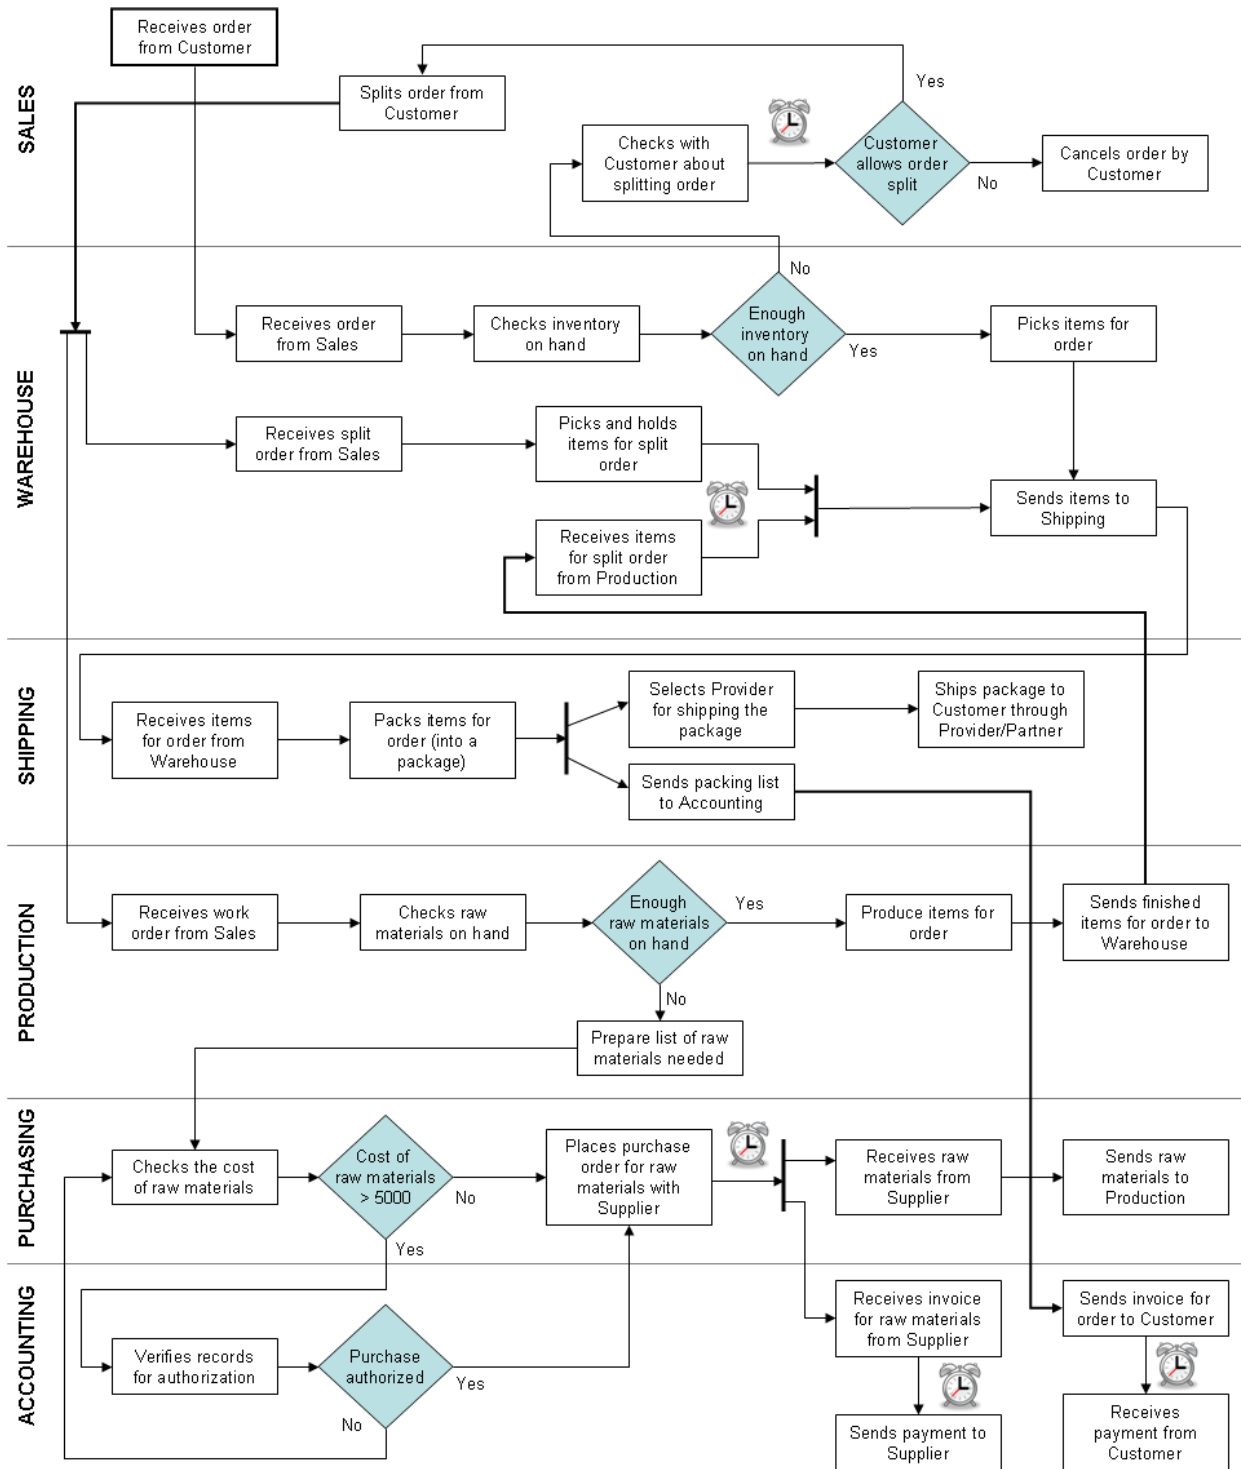 SALES
Receives order
from Customer
Splits order from
Customer
Checks with
Customer about
splitting order
Customer
allows order
split
Yes
No
Cancels order by
Customer
WAREHOUSE
Receives order
from Sales
Checks inventory
on hand
Enough
inventory
on hand
No
Yes
Picks items for
order
Receives split
order from Sales
Picks and holds
items for split
order
Receives items
for split order
from Production
Sends items to
Shipping
SHIPPING
Receives items
for order from
Warehouse
Packs items for
order (into a
package)
Selects Provider
for shipping the
package
Ships package to
Customer through
Provider/Partner
Sends packing list
to Accounting
PRODUCTION
Receives work
order from Sales
Checks raw
materials on hand
Enough
raw materials
on hand
Yes
No
Produce items for
order
Sends finished
items for order to
Warehouse
Prepare list of raw
materials needed
PURCHASING
Checks the cost
of raw materials
Cost of
raw materials
> 5000
No
Yes
Places purchase
order for raw
materials with
Supplier
Receives raw
materials from
Supplier
Sends raw
materials to
Production
ACCOUNTING
Verifies records
for authorization
Purchase
authorized
Yes
No
Receives invoice
for raw materials
from Supplier
Sends invoice for
order to Customer
Sends payment to
Supplier
Receives
payment from
Customer